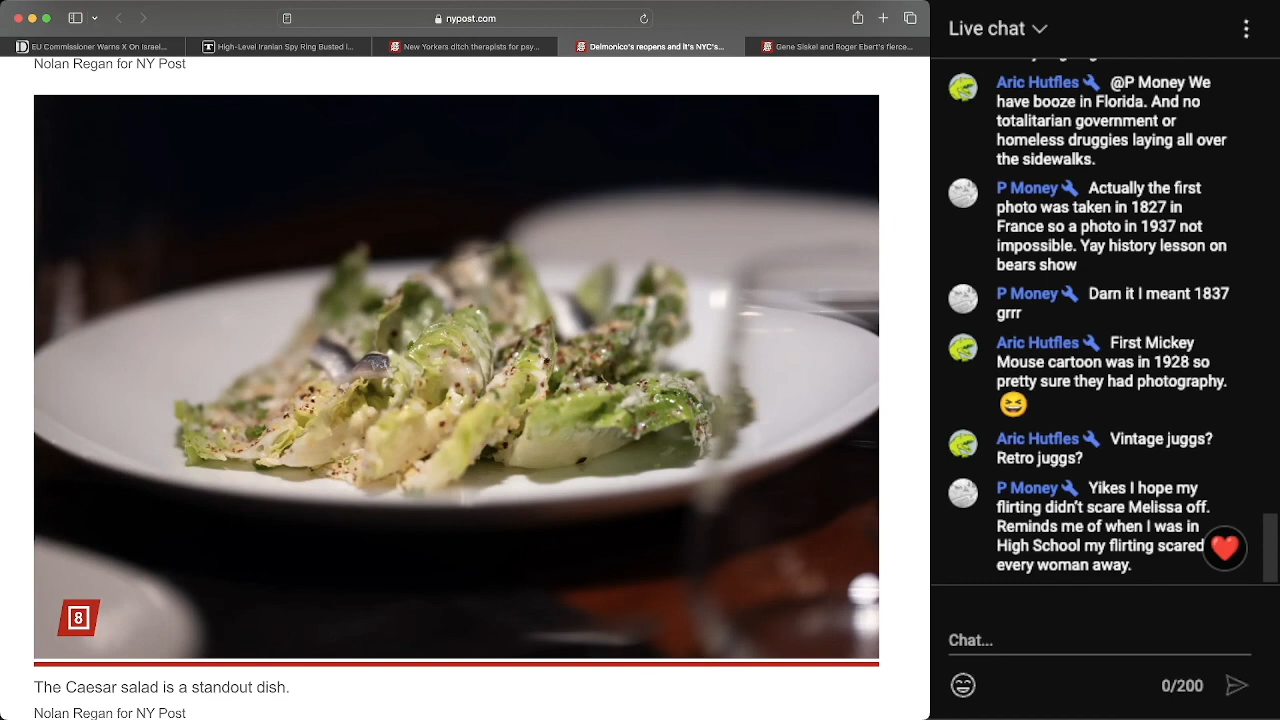 nypost.com
EU Commissioner Warns X On Israel...
High-Level Iranian Spy Ring Busted I...
New Yorkers ditch therapists for psy...
Delmonico's reopens and it's NYC's...
Gene Siskel and Roger Ebert's fierce...
Nolan Regan for NY Post
8
The Caesar salad is a standout dish.
Nolan Regan for NY Post
Live chat
Aric Hutfles @P Money We
have booze in Florida. And no
totalitarian government or
homeless druggies laying all over
the sidewalks.
P Money Actually the first
photo was taken in 1827 in
France so a photo in 1937 not
impossible. Yay history lesson on
bears show
P Money Darn it I meant 1837
grrr
Aric Hutfles First Mickey
Mouse cartoon was in 1928 so
pretty sure they had photography.
Aric Hutfles Vintage juggs?
Retro juggs?
P Money Yikes I hope my
flirting didn't scare Melissa off.
Reminds me of when I was in
High School my flirting scared
every woman away.
Chat...
0/200